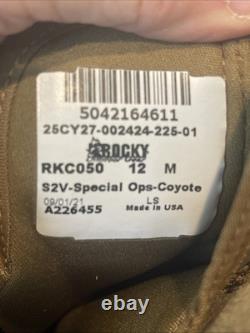 5042164611
25CY27-002424-225-01
ROCKY
RKC050 12 M
S2V-Special Ops-Coyote
09/01/21 LS
A226455 Made in USA